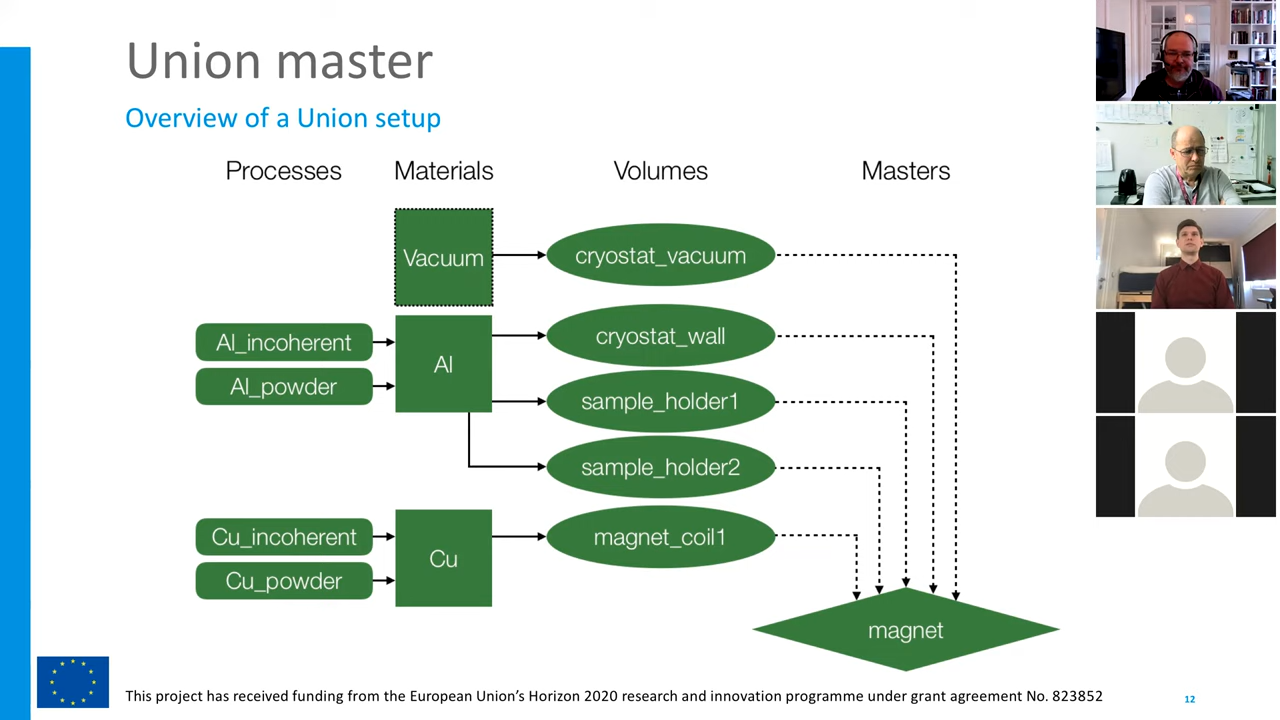 Union master
Overview of a Union setup
Processes Materials Volumes Masters
Vacuum
cryostat_vacuum
Al_incoherent
Al_powder
Al
cryostat_wall
sample_holder1
sample_holder2
Cu_incoherent
Cu_powder
Cu
magnet_coil1
magnet
This project has received funding from the European Union's Horizon 2020 research and innovation programme under grant agreement No. 823852
12